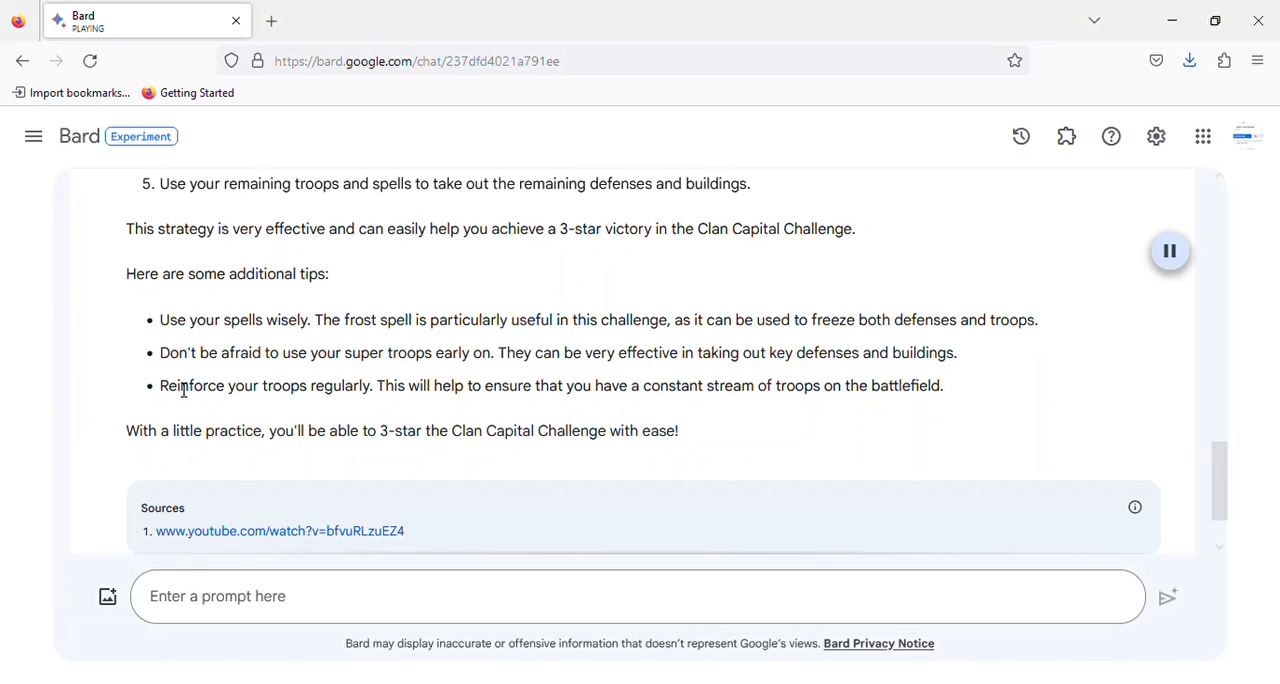 Bard
PLAYING
https://bard.google.com/chat/237dfd4021a791ee
Import bookmarks...
Getting Started
Bard Experiment
5. Use your remaining troops and spells to take out the remaining defenses and buildings.
This strategy is very effective and can easily help you achieve a 3-star victory in the Clan Capital Challenge.
Here are some additional tips:
• Use your spells wisely. The frost spell is particularly useful in this challenge, as it can be used to freeze both defenses and troops.
• Don't be afraid to use your super troops early on. They can be very effective in taking out key defenses and buildings.
• Reinforce your troops regularly. This will help to ensure that you have a constant stream of troops on the battlefield.
With a little practice, you'll be able to 3-star the Clan Capital Challenge with ease!
Sources
1. www.youtube.com/watch?v=bfvuRLzuEZ4
Enter a prompt here
Bard may display inaccurate or offensive information that doesn't represent Google's views. Bard Privacy Notice